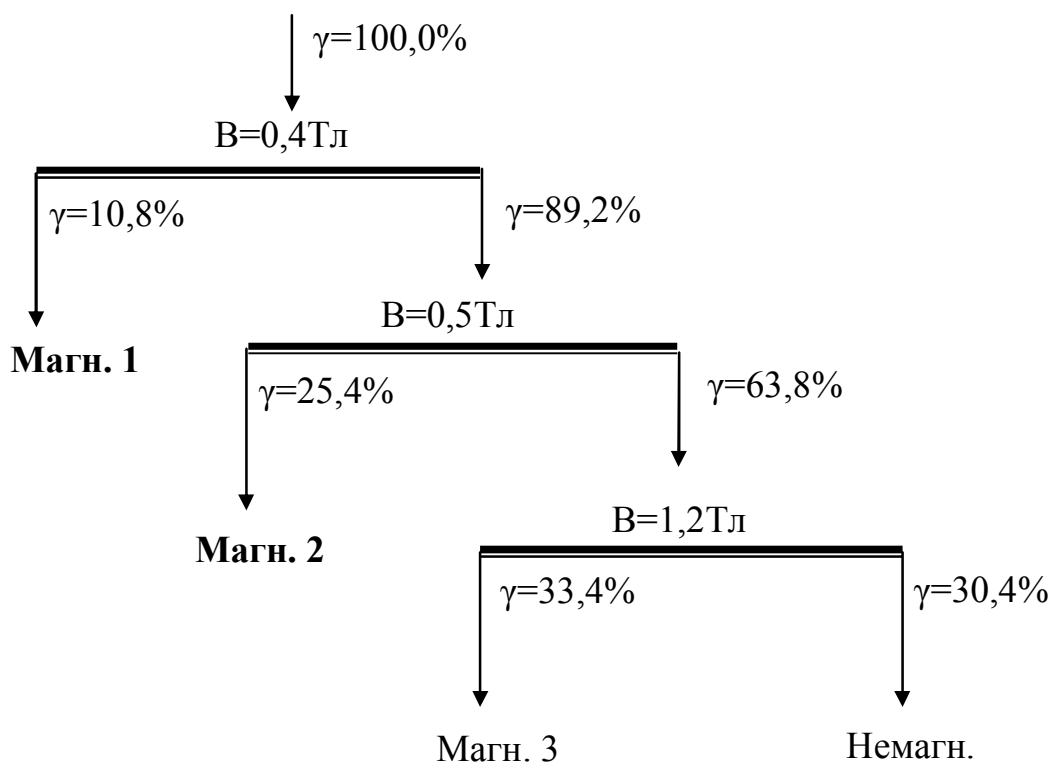 γ=100,0%
В=0,4Тл
γ=10,8%
γ=89,2%
В=0,5Тл
Магн. 1
γ=25,4%
γ=63,8%
В=1,2Тл
Магн. 2
γ=33,4%
γ=30,4%
Магн. 3
Немагн.